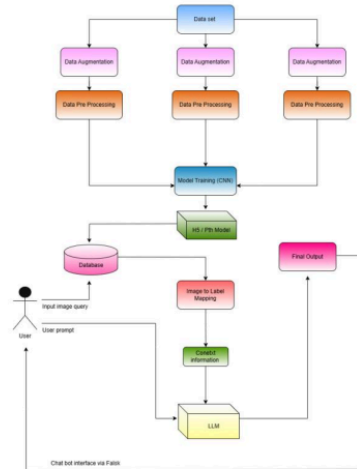 Data set
Data Augmentation
Data Augmentation
Data Augmentation
Data Pre-Processing
Data Pre Processing
Data Pre Processing
Model Training (CNN)
H5 / Pth Model
Database
Final Output
Image to Label
Mapping
Input image query
User
User prompt
Conetxt
information
LLM
Chat bot interface via Falsk